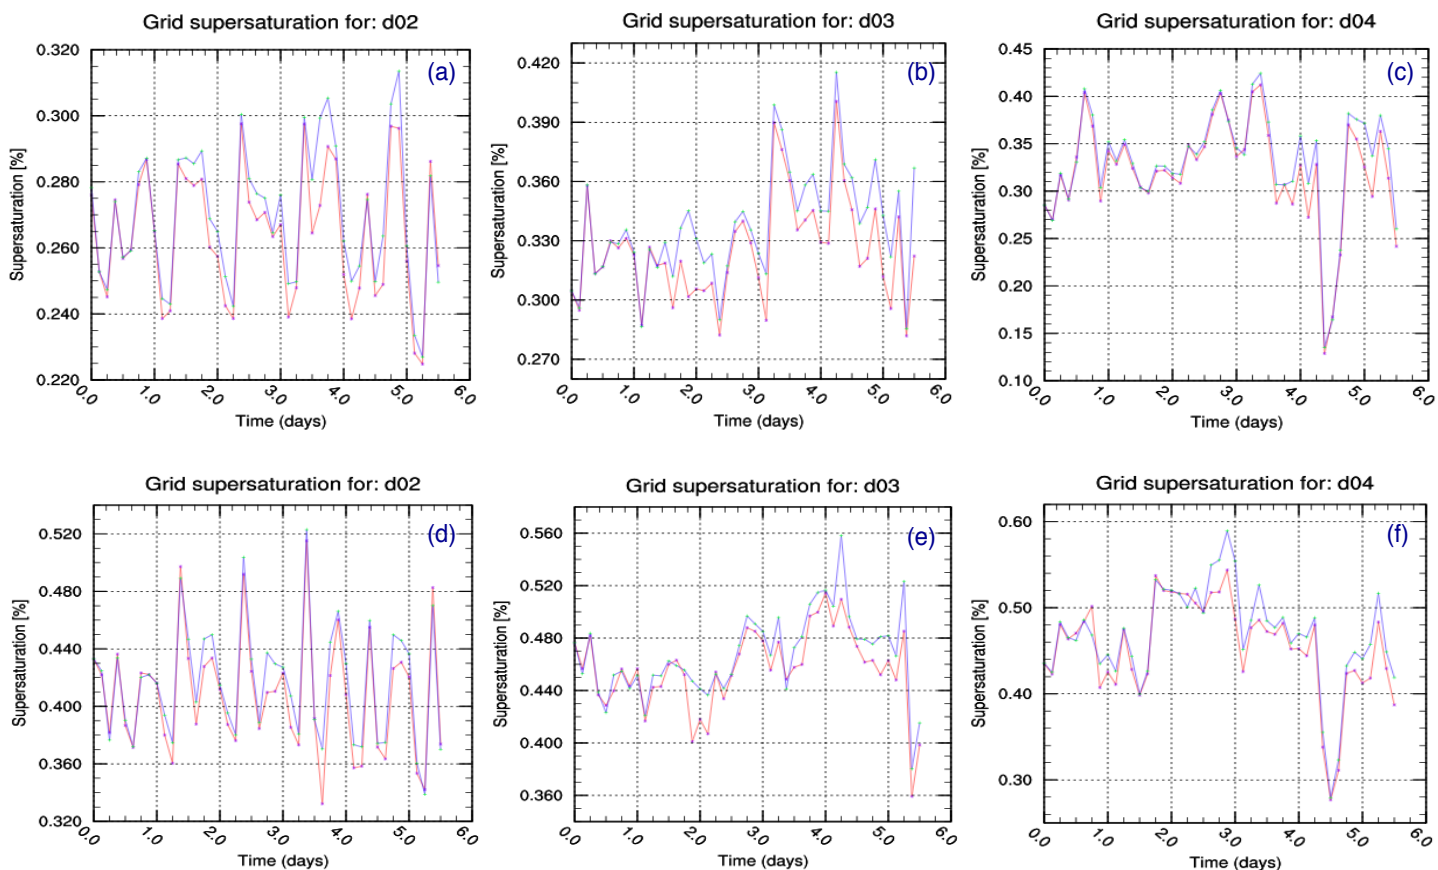 Grid supersaturation for: d02
(a)
Supersaturation [%]
0.320
0.300
0.280
0.260
0.240
0.220
0.0 1.0 2.0 3.0 4.0 5.0 6.0
Time (days)
Grid supersaturation for: d03
(b)
Supersaturation [%]
0.420
0.390
0.360
0.330
0.300
0.270
0.0 1.0 2.0 3.0 4.0 5.0 6.0
Time (days)
Grid supersaturation for: d04
(c)
Supersaturation [%]
0.45
0.40
0.35
0.30
0.25
0.20
0.15
0.10
0.0 1.0 2.0 3.0 4.0 5.0 6.0
Time (days)
Grid supersaturation for: d02
(d)
Supersaturation [%]
0.520
0.480
0.440
0.400
0.360
0.320
0.0 1.0 2.0 3.0 4.0 5.0 6.0
Time (days)
Grid supersaturation for: d03
(e)
Supersaturation [%]
0.560
0.520
0.480
0.440
0.400
0.360
0.0 1.0 2.0 3.0 4.0 5.0 6.0
Time (days)
Grid supersaturation for: d04
(f)
Supersaturation [%]
0.60
0.50
0.40
0.30
0.0 1.0 2.0 3.0 4.0 5.0 6.0
Time (days)